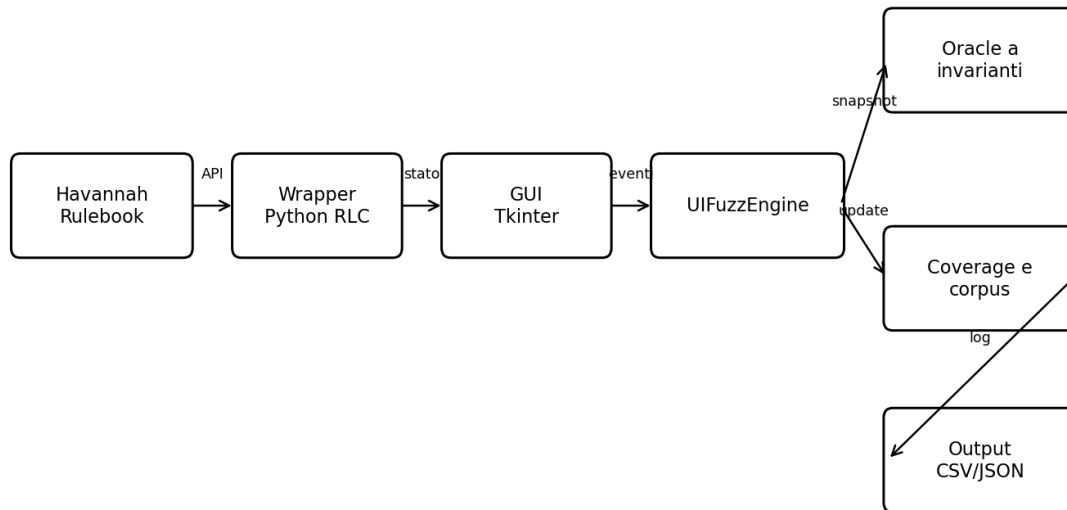 Oracle a
invarianti
snapshot
Havannah
Rulebook
API
Wrapper
Python RLC
stato
GUI
Tkinter
eventi
UIFuzzEngine
update
Coverage e
corpus
log
Output
CSV/JSON